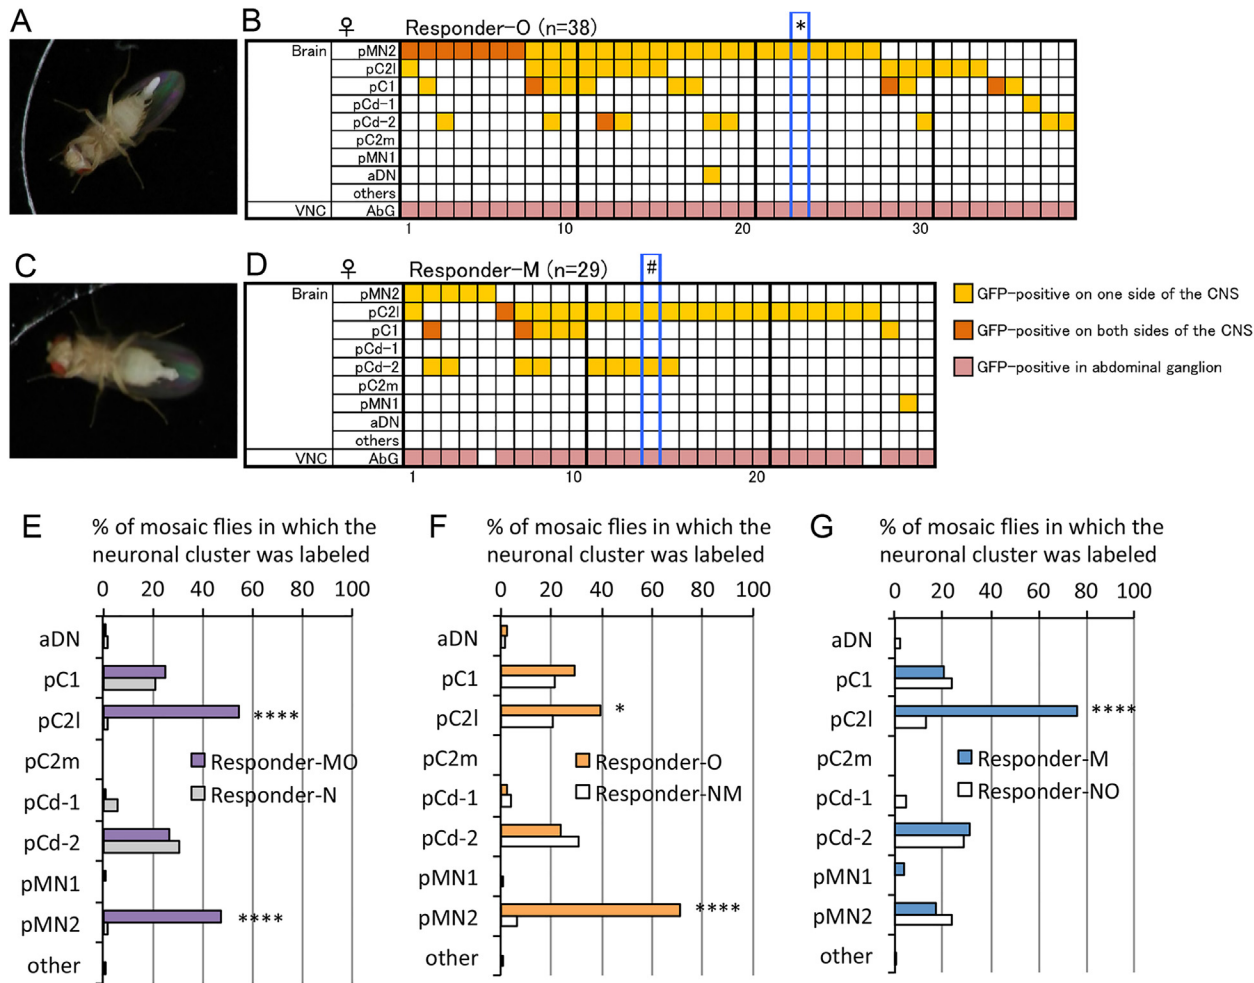 A
B
♀
Responder-O (n=38)
*
Brain
pMN2
pC2l
pC1
pCd-1
pCd-2
pC2m
pMN1
aDN
others
VNC
AbG
1
10
20
30
C
D
♀
Responder-M (n=29)
#
Brain
pMN2
pC2l
pC1
pCd-1
pCd-2
pC2m
pMN1
aDN
others
VNC
AbG
1
10
20
GFP-positive on one side of the CNS
GFP-positive on both sides of the CNS
GFP-positive in abdominal ganglion
E
% of mosaic flies in which the
neuronal cluster was labeled
0 20 40 60 80 100
aDN
pC1
pC2l
****
pC2m
Responder-MO
Responder-N
pCd-1
pCd-2
pMN1
pMN2
****
other
F
% of mosaic flies in which the
neuronal cluster was labeled
0 20 40 60 80 100
aDN
pC1
pC2l
*
pC2m
Responder-O
Responder-NM
pCd-1
pCd-2
pMN1
pMN2
****
other
G
% of mosaic flies in which the
neuronal cluster was labeled
0 20 40 60 80 100
aDN
pC1
pC2l
****
pC2m
Responder-M
Responder-NO
pCd-1
pCd-2
pMN1
pMN2
other